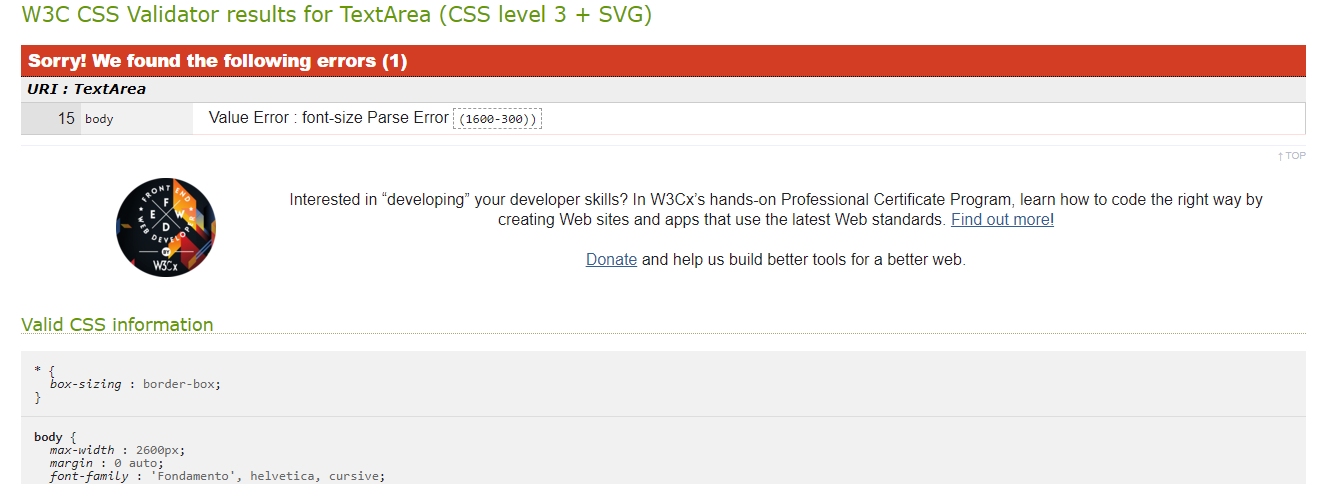 W3C CSS Validator results for TextArea (CSS level 3 + SVG)
Sorry! We found the following errors (1)
URI : TextArea
15 body Value Error : font-size Parse Error (1600-300))
↑ TOP
FRONT END
WEB DEVELOPER
F
E W
D
BY
W3Cx
Interested in “developing” your developer skills? In W3Cx’s hands-on Professional Certificate Program, learn how to code the right way by
creating Web sites and apps that use the latest Web standards. Find out more!
Donate and help us build better tools for a better web.
Valid CSS information
* {
box-sizing : border-box;
}
body {
max-width : 2600px;
margin : 0 auto;
font-family : 'Fondamento', helvetica, cursive;